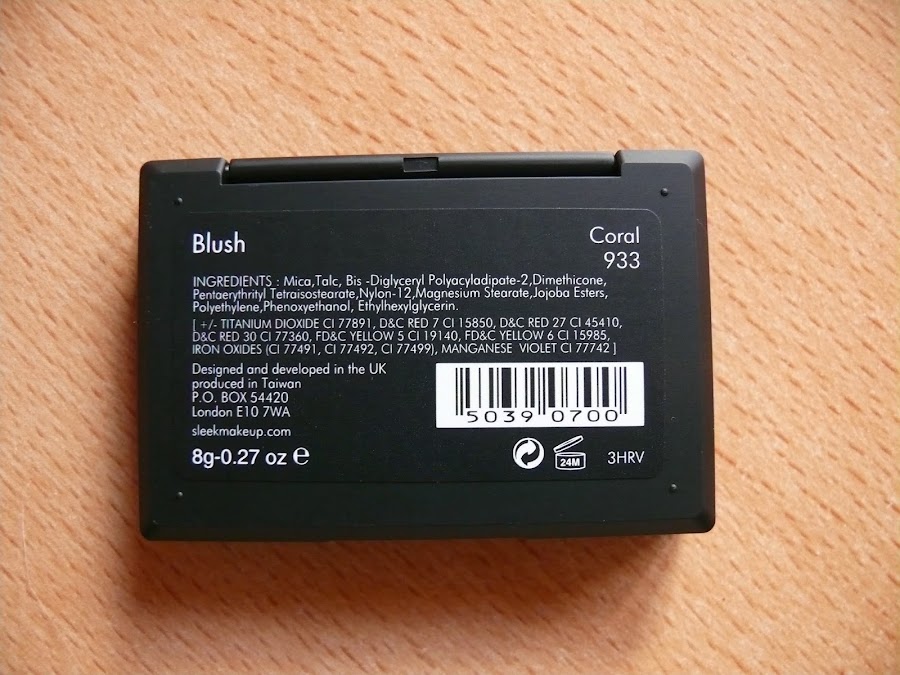 Blush
Coral
933
INGREDIENTS : Mica,Talc, Bis -Diglyceryl Polyacyladipate-2,Dimethicone,
Pentaerythrityl Tetraisostearate,Nylon-12,Magnesium Stearate,Jojoba Esters,
Polyethylene,Phenoxyethanol, Ethylhexylglycerin.
[ +/- TITANIUM DIOXIDE CI 77891, D&C RED 7 CI 15850, D&C RED 27 CI 45410,
D&C RED 30 CI 77360, FD&C YELLOW 5 CI 19140, FD&C YELLOW 6 CI 15985,
IRON OXIDES (CI 77491, CI 77492, CI 77499), MANGANESE VIOLET CI 77742 ]
Designed and developed in the UK
produced in Taiwan
P.O. BOX 54420
London E10 7WA
sleekmakeup.com
8g-0.27 oz e
5039 0700
24M
3HRV